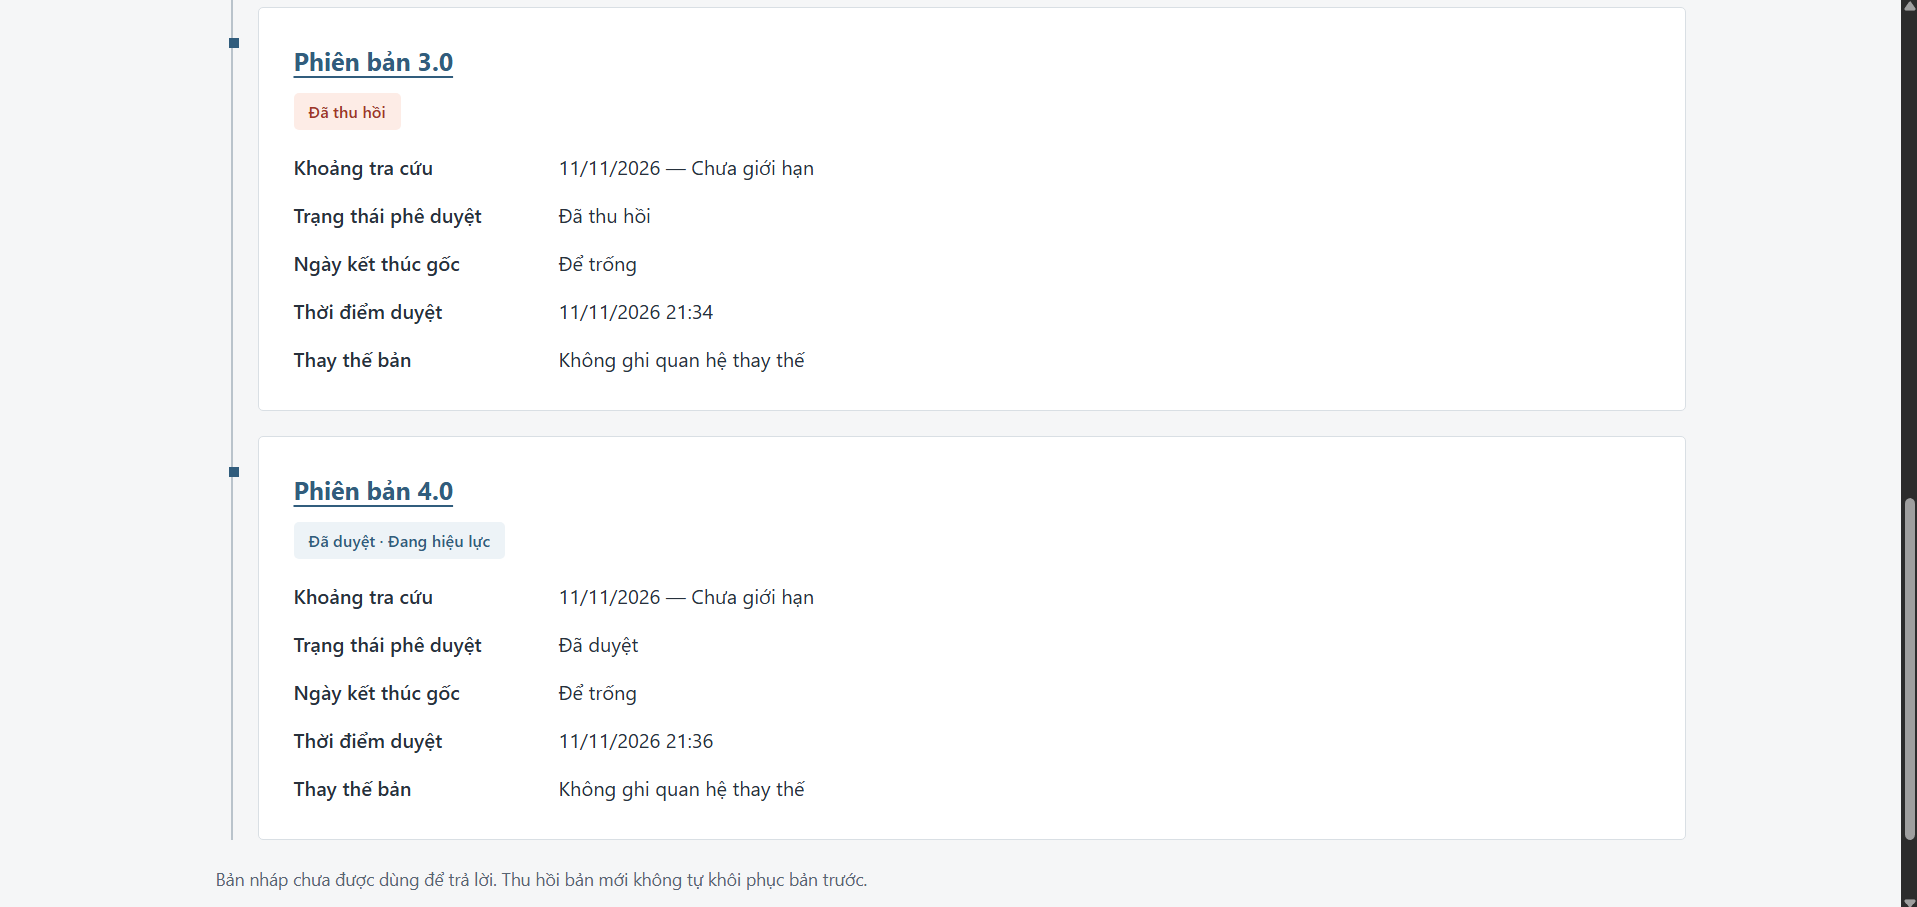 Phiên bản 3.0
Đã thu hồi
Khoảng tra cứu 11/11/2026 — Chưa giới hạn
Trạng thái phê duyệt Đã thu hồi
Ngày kết thúc gốc Để trống
Thời điểm duyệt 11/11/2026 21:34
Thay thế bản Không ghi quan hệ thay thế
Phiên bản 4.0
Đã duyệt · Đang hiệu lực
Khoảng tra cứu 11/11/2026 — Chưa giới hạn
Trạng thái phê duyệt Đã duyệt
Ngày kết thúc gốc Để trống
Thời điểm duyệt 11/11/2026 21:36
Thay thế bản Không ghi quan hệ thay thế
Bản nháp chưa được dùng để trả lời. Thu hồi bản mới không tự khôi phục bản trước.